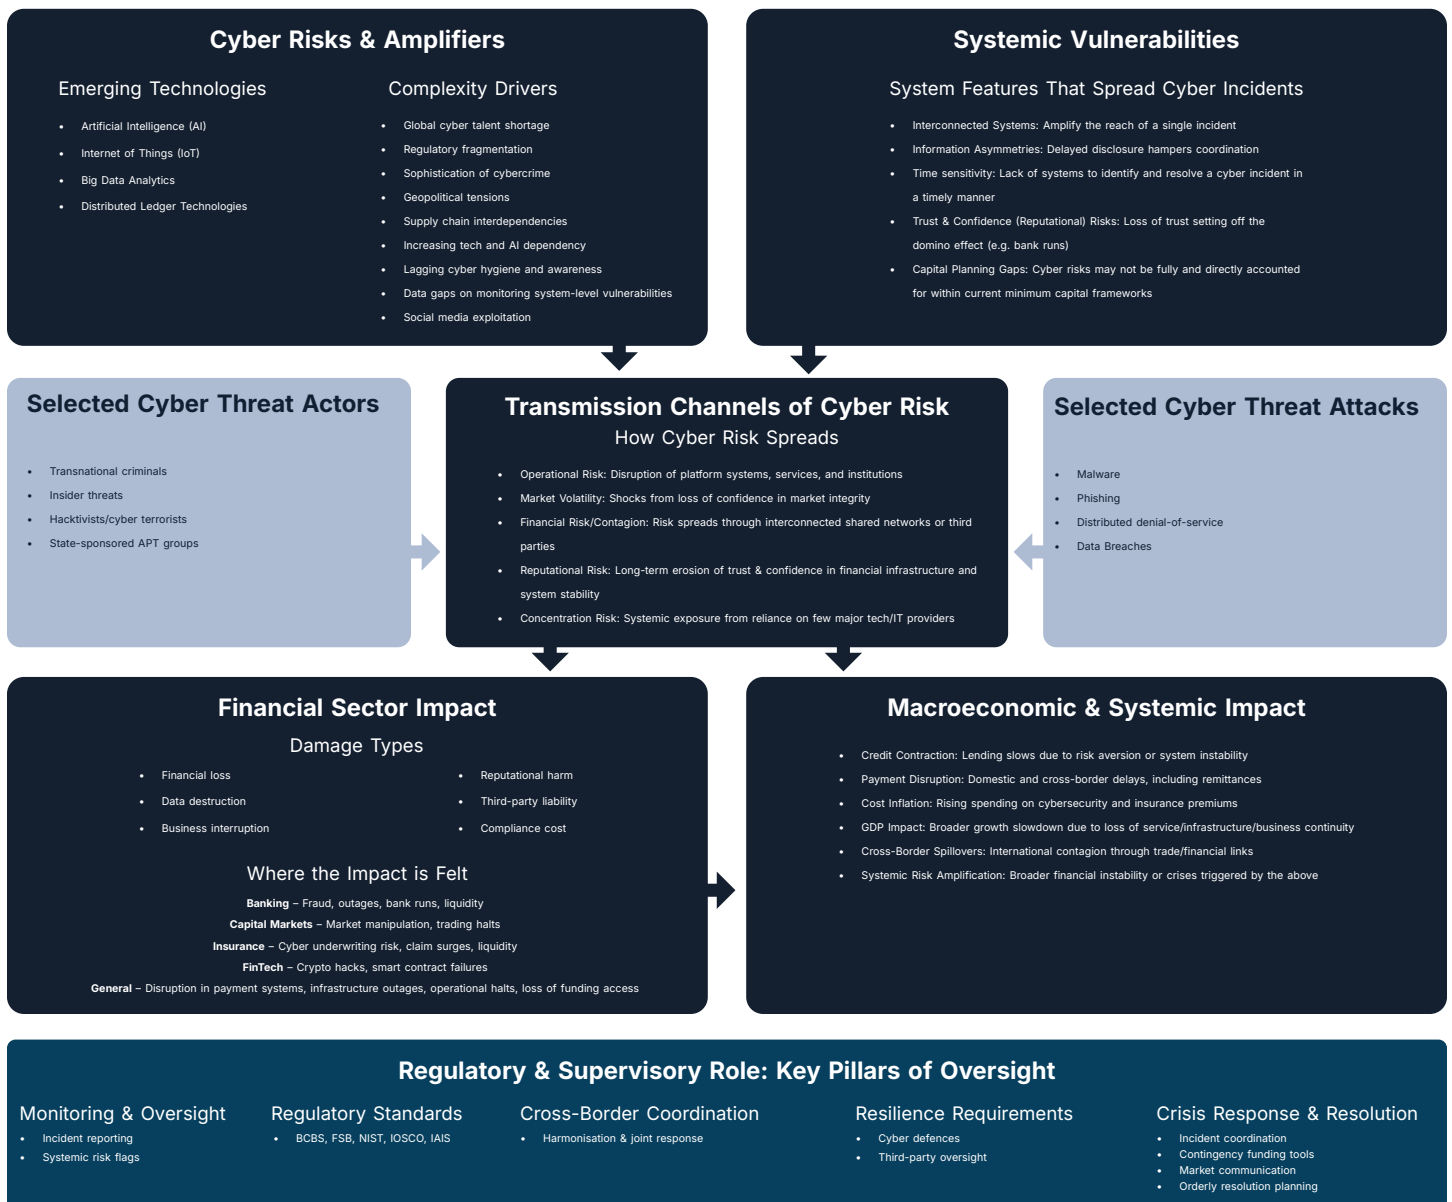 Cyber Risks & Amplifiers
Emerging Technologies
• Artificial Intelligence (AI)
• Internet of Things (IoT)
• Big Data Analytics
• Distributed Ledger Technologies
Complexity Drivers
• Global cyber talent shortage
• Regulatory fragmentation
• Sophistication of cybercrime
• Geopolitical tensions
• Supply chain interdependencies
• Increasing tech and AI dependency
• Lagging cyber hygiene and awareness
• Data gaps on monitoring system-level vulnerabilities
• Social media exploitation
Systemic Vulnerabilities
System Features That Spread Cyber Incidents
• Interconnected Systems: Amplify the reach of a single incident
• Information Asymmetries: Delayed disclosure hampers coordination
• Time sensitivity: Lack of systems to identify and resolve a cyber incident in
a timely manner
• Trust & Confidence (Reputational) Risks: Loss of trust setting off the
domino effect (e.g. bank runs)
• Capital Planning Gaps: Cyber risks may not be fully and directly accounted
for within current minimum capital frameworks
Selected Cyber Threat Actors
• Transnational criminals
• Insider threats
• Hacktivists/cyber terrorists
• State-sponsored APT groups
Transmission Channels of Cyber Risk
How Cyber Risk Spreads
• Operational Risk: Disruption of platform systems, services, and institutions
• Market Volatility: Shocks from loss of confidence in market integrity
• Financial Risk/Contagion: Risk spreads through interconnected shared networks or third
parties
• Reputational Risk: Long-term erosion of trust & confidence in financial infrastructure and
system stability
• Concentration Risk: Systemic exposure from reliance on few major tech/IT providers
Selected Cyber Threat Attacks
• Malware
• Phishing
• Distributed denial-of-service
• Data Breaches
Financial Sector Impact
Damage Types
• Financial loss
• Data destruction
• Business interruption
• Reputational harm
• Third-party liability
• Compliance cost
Where the Impact is Felt
Banking – Fraud, outages, bank runs, liquidity
Capital Markets – Market manipulation, trading halts
Insurance – Cyber underwriting risk, claim surges, liquidity
FinTech – Crypto hacks, smart contract failures
General – Disruption in payment systems, infrastructure outages, operational halts, loss of funding access
Macroeconomic & Systemic Impact
• Credit Contraction: Lending slows due to risk aversion or system instability
• Payment Disruption: Domestic and cross-border delays, including remittances
• Cost Inflation: Rising spending on cybersecurity and insurance premiums
• GDP Impact: Broader growth slowdown due to loss of service/infrastructure/business continuity
• Cross-Border Spillovers: International contagion through trade/financial links
• Systemic Risk Amplification: Broader financial instability or crises triggered by the above
Regulatory & Supervisory Role: Key Pillars of Oversight
Monitoring & Oversight
• Incident reporting
• Systemic risk flags
Regulatory Standards
• BCBS, FSB, NIST, IOSCO, IAIS
Cross-Border Coordination
• Harmonisation & joint response
Resilience Requirements
• Cyber defences
• Third-party oversight
Crisis Response & Resolution
• Incident coordination
• Contingency funding tools
• Market communication
• Orderly resolution planning